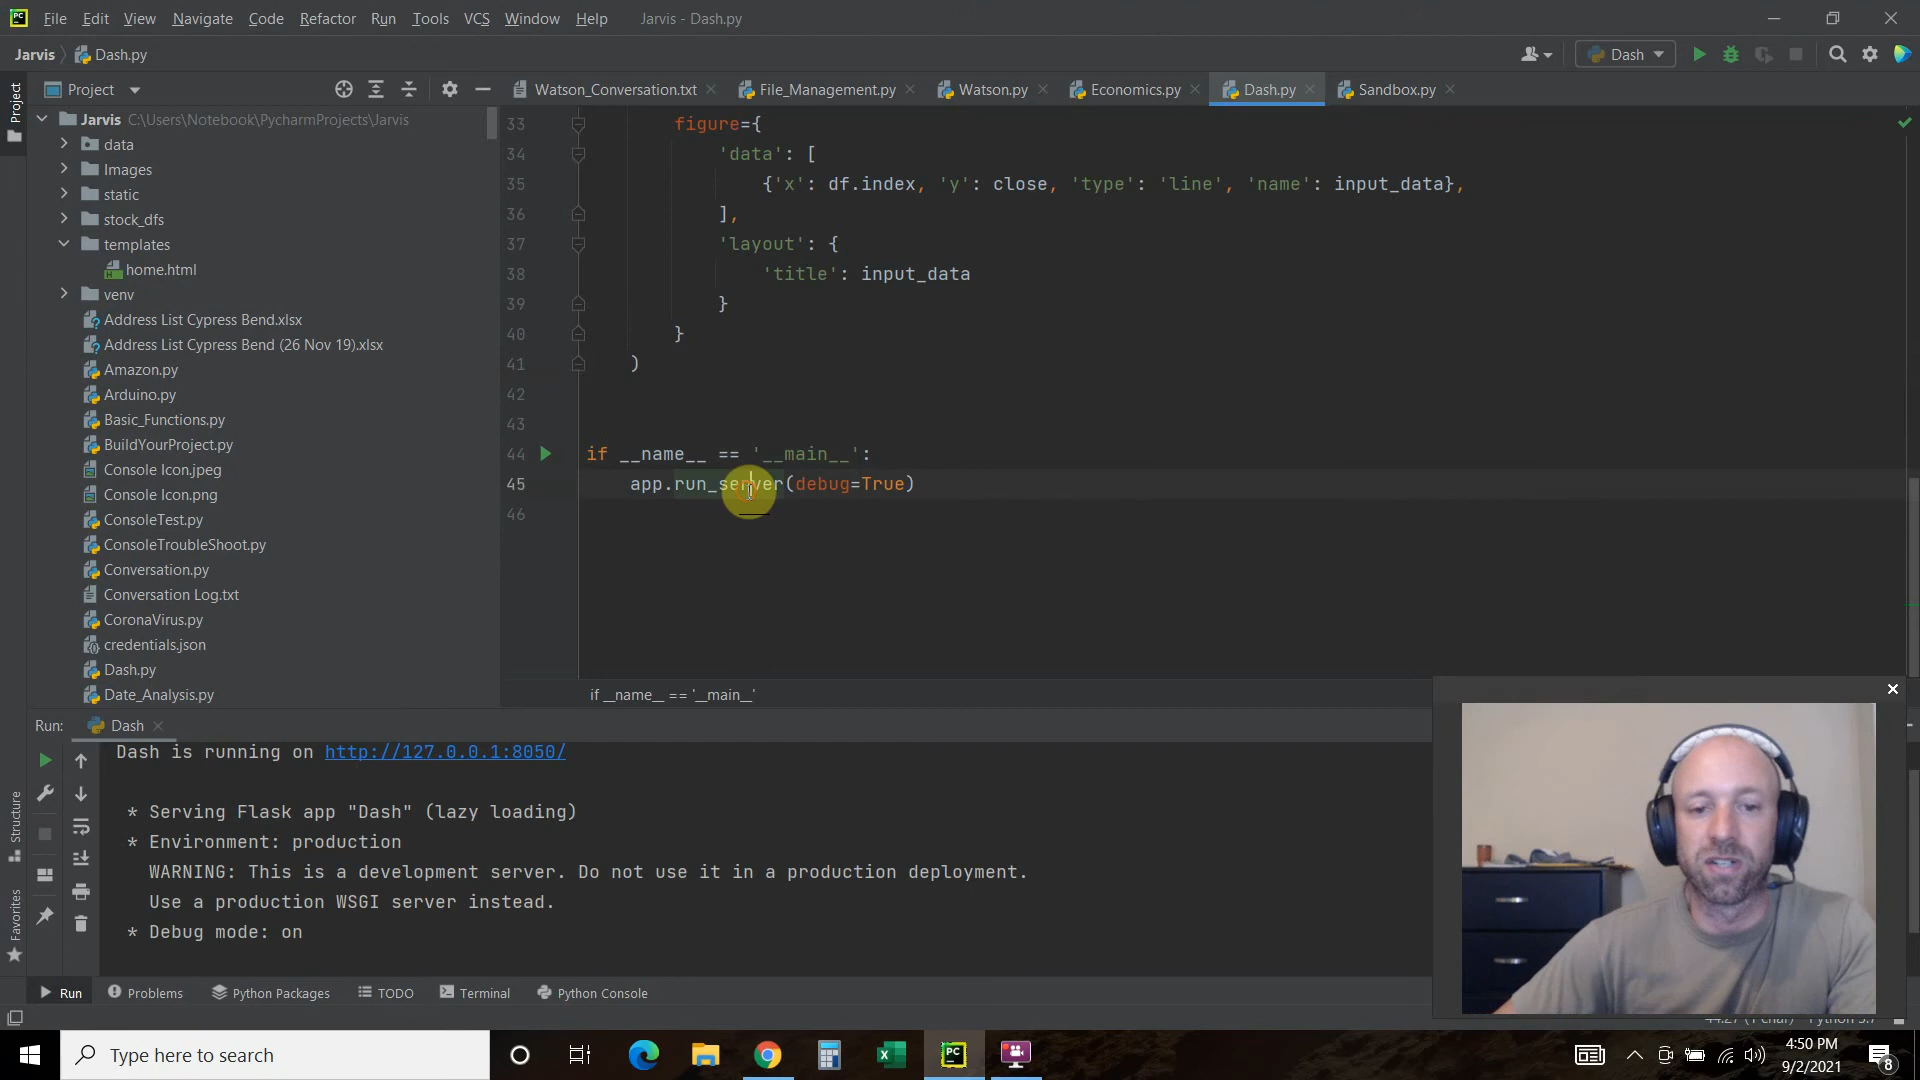 File Edit View Navigate Code Refactor Run Tools VCS Window Help Jarvis - Dash.py
Jarvis Dash.py Dash
Project Watson_Conversation.txt File_Management.py Watson.py Economics.py Dash.py Sandbox.py
Project
Jarvis C:\Users\Notebook\PycharmProjects\Jarvis
data
Images
static
stock_dfs
templates
home.html
venv
Address List Cypress Bend.xlsx
Address List Cypress Bend (26 Nov 19).xlsx
Amazon.py
Arduino.py
Basic_Functions.py
BuildYourProject.py
Console Icon.jpeg
Console Icon.png
ConsoleTest.py
ConsoleTroubleShoot.py
Conversation.py
Conversation Log.txt
CoronaVirus.py
credentials.json
Dash.py
Date_Analysis.py
33 figure={
34 'data': [
35 {'x': df.index, 'y': close, 'type': 'line', 'name': input_data},
36 ],
37 'layout': {
38 'title': input_data
39 }
40 }
41 )
42
43
44 if __name__ == '__main__':
45 app.run_server(debug=True)
46
if __name__ == '__main__'
Run: Dash
Dash is running on http://127.0.0.1:8050/
* Serving Flask app "Dash" (lazy loading)
* Environment: production
WARNING: This is a development server. Do not use it in a production deployment.
Use a production WSGI server instead.
* Debug mode: on
Structure
Favorites
Run Problems Python Packages TODO Terminal Python Console
Type here to search
PC
4:50 PM
9/2/2021
8